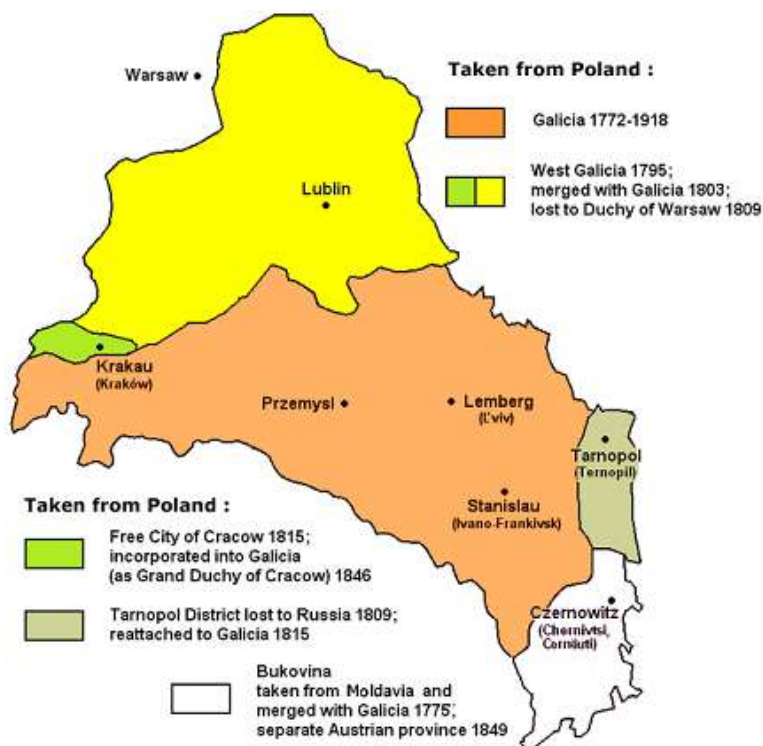 Warsaw
Taken from Poland :
Galicia 1772-1918
West Galicia 1795;
merged with Galicia 1803;
lost to Duchy of Warsaw 1809
Lublin
Krakau
(Kraków)
Przemysl
Lemberg
(L'viv)
Tarnopol
(Ternopil)
Stanislau
(Ivano-Frankivsk)
Taken from Poland :
Free City of Cracow 1815;
incorporated into Galicia
(as Grand Duchy of Cracow) 1846
Tarnopol District lost to Russia 1809;
reattached to Galicia 1815
Czernowitz
(Chernivtsi,
Bukovina
taken from Moldavia and
merged with Galicia 1775;
separate Austrian province 1849